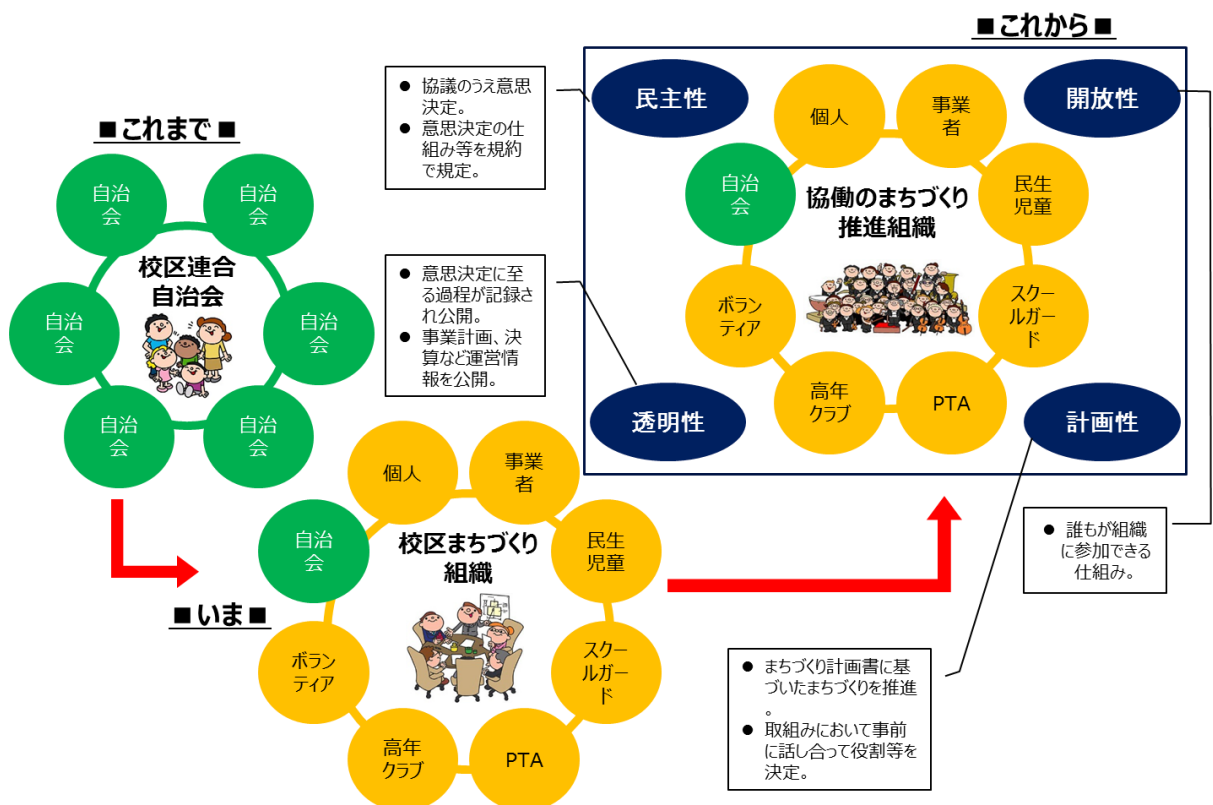 ■これまで■
自治
会
自治
会
自治
会
校区連合
自治会
自治
会
自治
会
自治
会
■いま■
校区まちづくり
組織
個人
事業
者
民生
児童
スクー
ルガー
ド
PTA
高年
クラブ
ボラン
ティア
自治
会
■これから■
民主性
開放性
透明性
計画性
協働のまちづくり
推進組織
個人
事業
者
民生
児童
スクー
ルガー
ド
PTA
高年
クラブ
ボラン
ティア
自治
会
● 協議のうえ意思
決定。
● 意思決定の仕
組み等を規約
で規定。
● 意思決定に至
る過程が記録さ
れ公開。
● 事業計画、決
算など運営情
報を公開。
● 誰もが組織
に参加できる
仕組み。
● まちづくり計画書に基
づいたまちづくりを推進
。
● 取組みにおいて事前
に話し合って役割等を
決定。